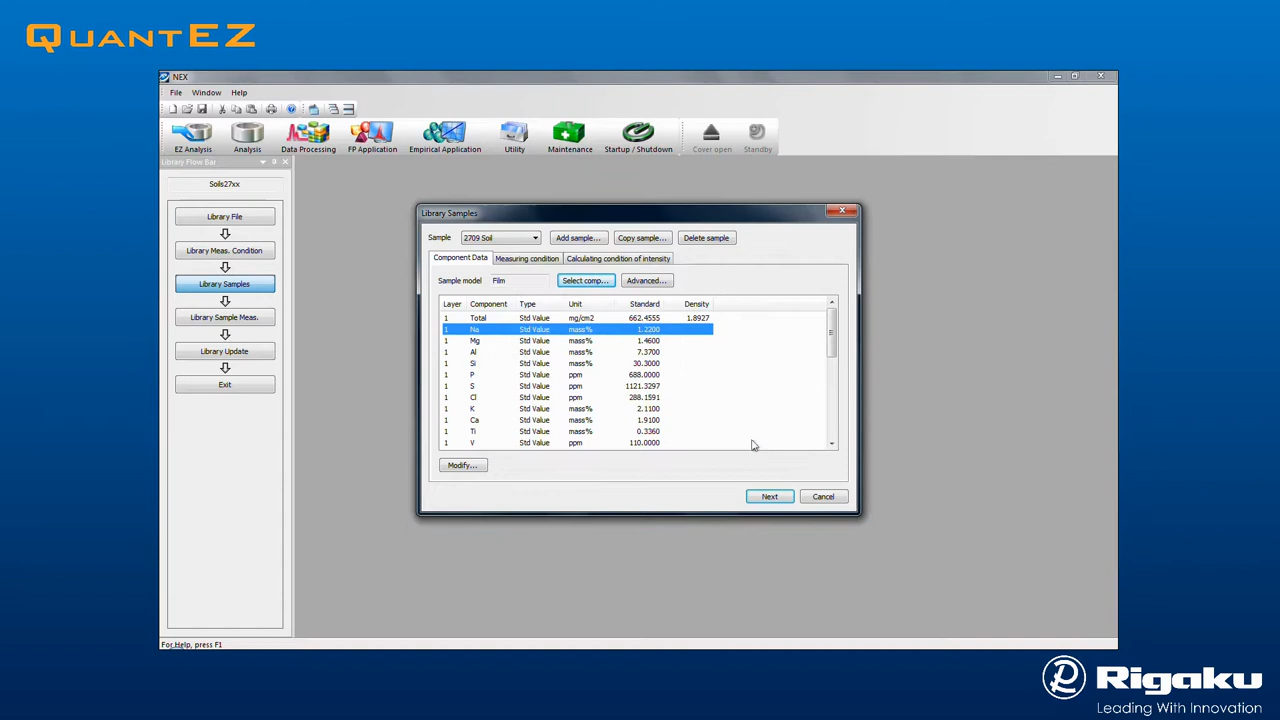 QUANTEZ
NEX
File Window Help
EZ Analysis Analysis Data Processing FP Application Empirical Application Utility Maintenance Startup / Shutdown Cover open Standby
Library Flow Bar
Soils27xx
Library File
Library Meas. Condition
Library Samples
Library Sample Meas.
Library Update
Exit
Library Samples
Sample 2709 Soil Add sample... Copy sample... Delete sample
Component Data Measuring condition Calculating condition of intensity
Sample model Film Select comp... Advanced...
Layer Component Type Unit Standard Density
1 Total Std Value mg/cm2 662.4555 1.8927
1 Na Std Value mass% 1.2200
1 Mg Std Value mass% 1.4600
1 Al Std Value mass% 7.3700
1 Si Std Value mass% 30.3000
1 P Std Value ppm 688.0000
1 S Std Value ppm 1121.3297
1 Cl Std Value ppm 288.1591
1 K Std Value mass% 2.1100
1 Ca Std Value mass% 1.9100
1 Ti Std Value mass% 0.3360
1 V Std Value ppm 110.0000
Modify...
Next Cancel
For Help, press F1
Rigaku
Leading With Innovation